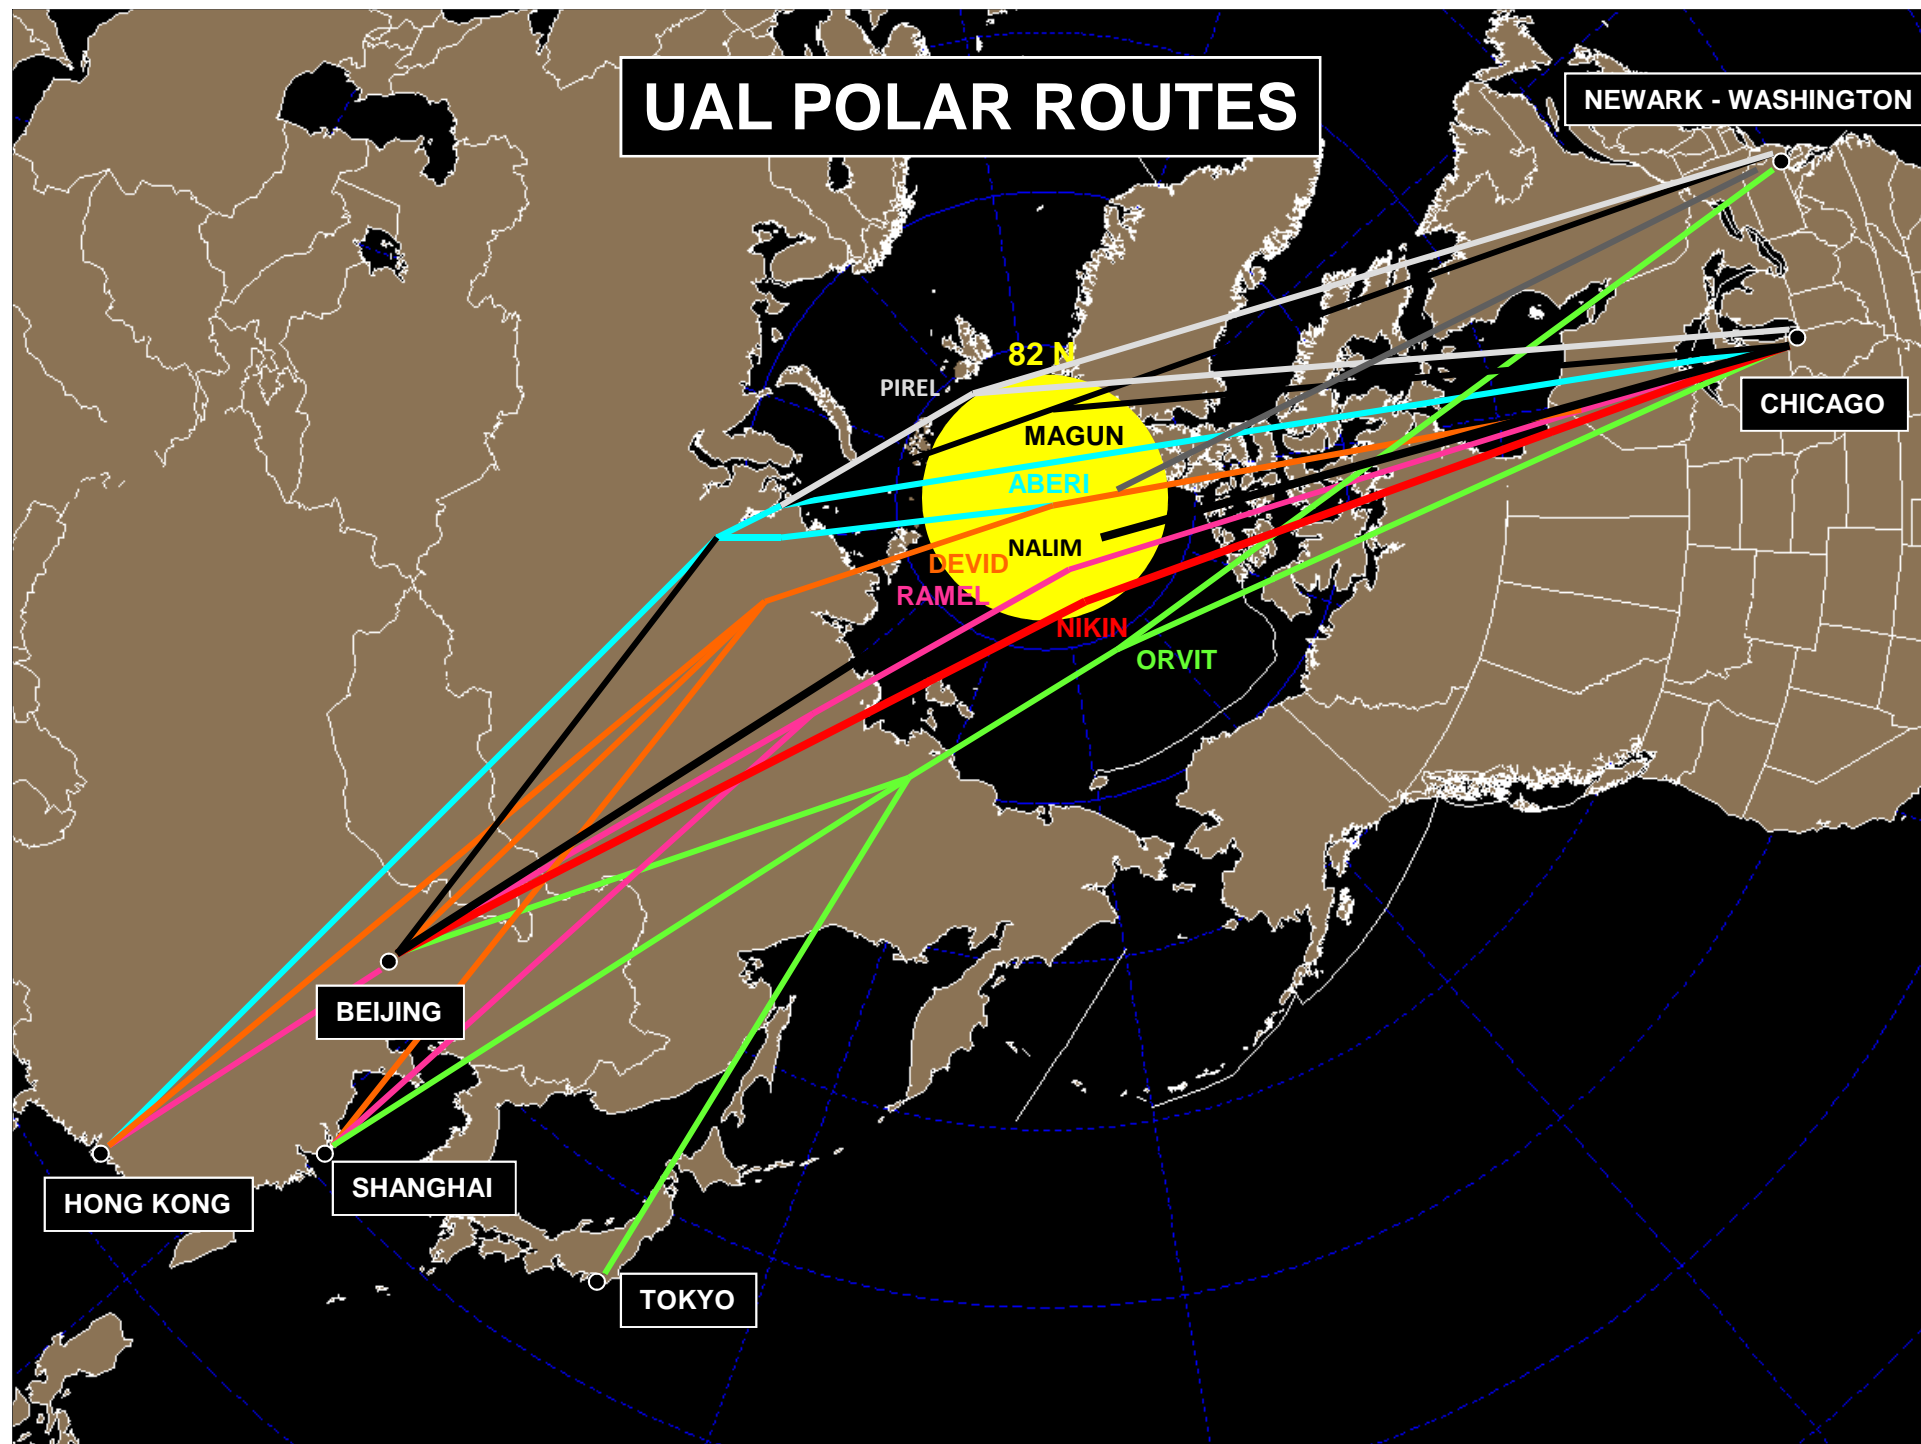 UAL POLAR ROUTES
NEWARK - WASHINGTON
82 N
PIREL
CHICAGO
MAGUN
ABERI
NALIM
DEVID
RAMEL
NIKIN
ORVIT
BEIJING
SHANGHAI
HONG KONG
TOKYO